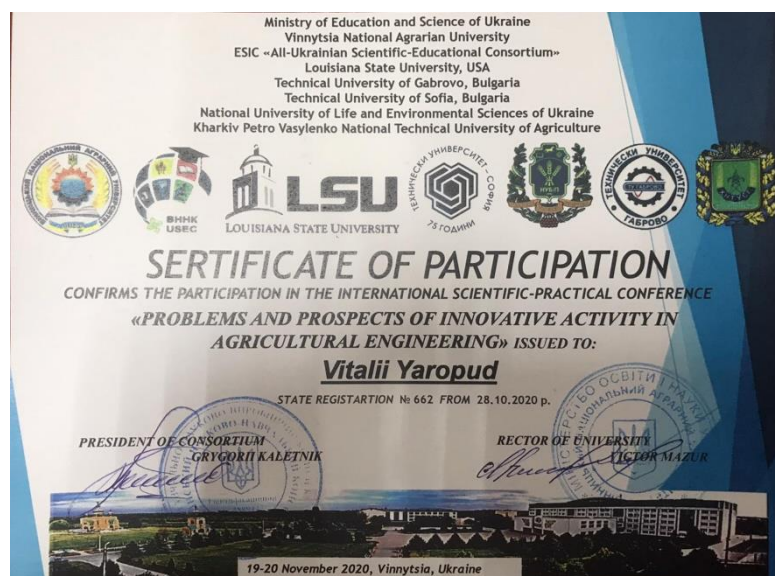 Ministry of Education and Science of Ukraine
Vinnytsia National Agrarian University
ESIC «All-Ukrainian Scientific-Educational Consortium»
Louisiana State University, USA
Technical University of Gabrovo, Bulgaria
Technical University of Sofia, Bulgaria
National University of Life and Environmental Sciences of Ukraine
Kharkiv Petro Vasylenko National Technical University of Agriculture
ВННК
USEC
LSU
LOUISIANA STATE UNIVERSITY
ТЕХНИЧЕСКИ УНИВЕРСИТЕТ - СОФИЯ
75 ГОДИНИ
НУБіП
ТЕХНИЧЕСКИ УНИВЕРСИТЕТ
ГАБРОВО
SERTIFICATE OF PARTICIPATION
CONFIRMS THE PARTICIPATION IN THE INTERNATIONAL SCIENTIFIC-PRACTICAL CONFERENCE
«PROBLEMS AND PROSPECTS OF INNOVATIVE ACTIVITY IN
AGRICULTURAL ENGINEERING» ISSUED TO:
Vitalii Yaropud
STATE REGISTARTION № 662 FROM 28.10.2020 р.
PRESIDENT OF CONSORTIUM
GRYGORII KALETNIK
RECTOR OF UNIVERSITY
VICTOR MAZUR
19-20 November 2020, Vinnytsia, Ukraine